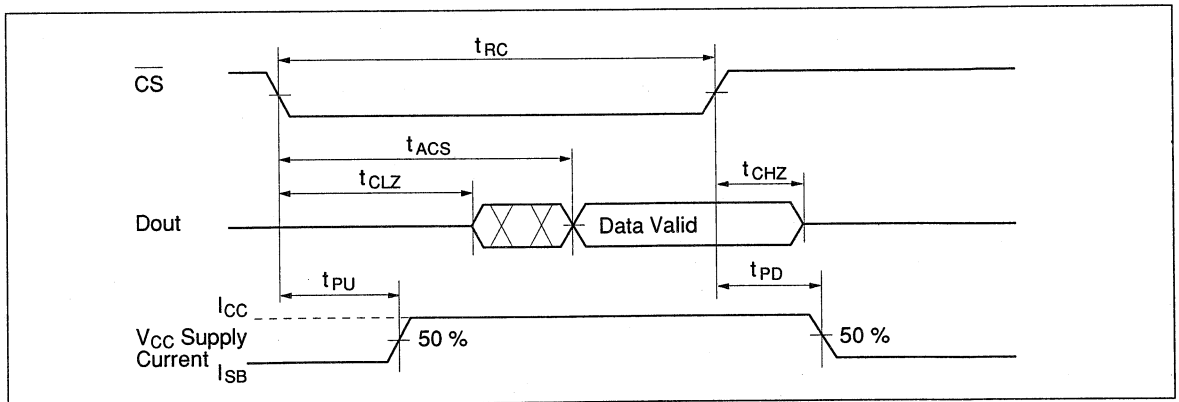 tRC
CS
tACS
tCLZ
tCHZ
Dout
Data Valid
tPU
tPD
ICC
VCC Supply
50 %
50 %
Current
ISB